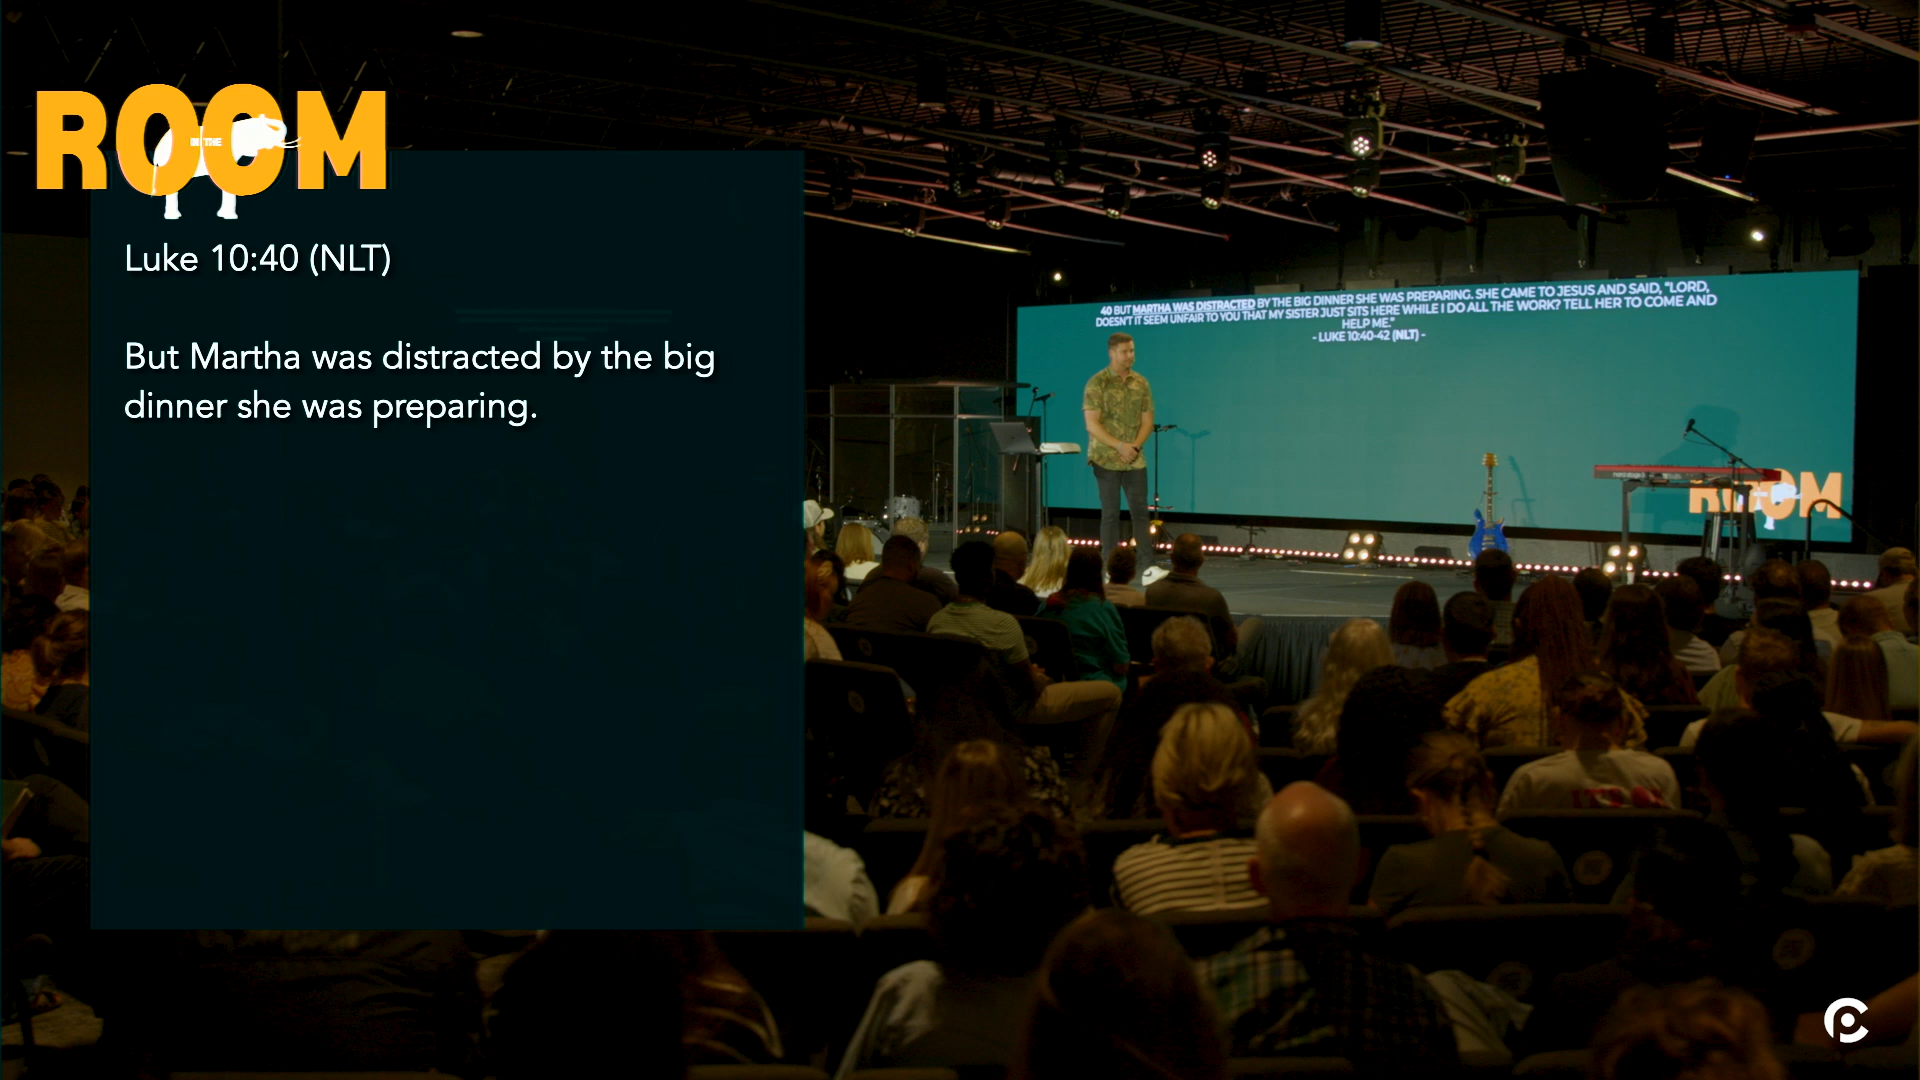 ROOM
IN THE
Luke 10:40 (NLT)
But Martha was distracted by the big
dinner she was preparing.
40 BUT MARTHA WAS DISTRACTED BY THE BIG DINNER SHE WAS PREPARING. SHE CAME TO JESUS AND SAID, "LORD,
DOESN'T IT SEEM UNFAIR TO YOU THAT MY SISTER JUST SITS HERE WHILE I DO ALL THE WORK? TELL HER TO COME AND
HELP ME."
- LUKE 10:40-42 (NLT) -
ROOM